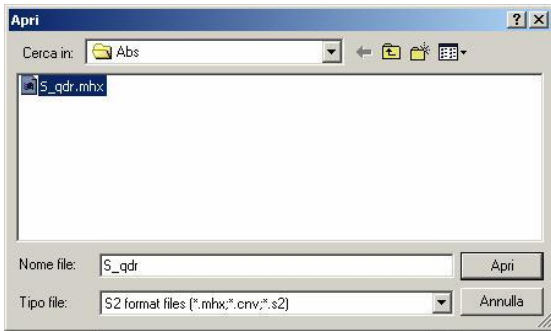 Apri
Cerca in: Abs
S_qdr.mhx
Nome file: S_qdr Apri
Tipo file: S2 format files (*.mhx;*.cnv;*.s2) Annulla